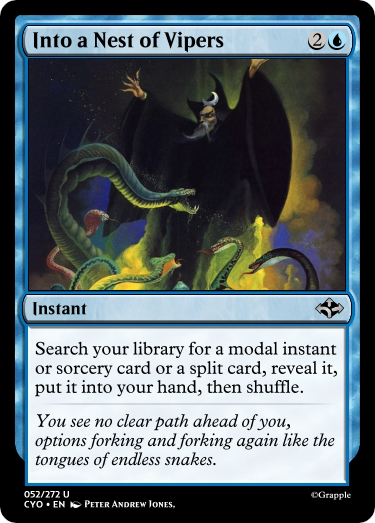 Into a Nest of Vipers 2
Instant
Search your library for a modal instant
or sorcery card or a split card, reveal it,
put it into your hand, then shuffle.
You see no clear path ahead of you,
options forking and forking again like the
tongues of endless snakes.
052/272 U
CYO • EN Peter Andrew Jones.
©Grapple